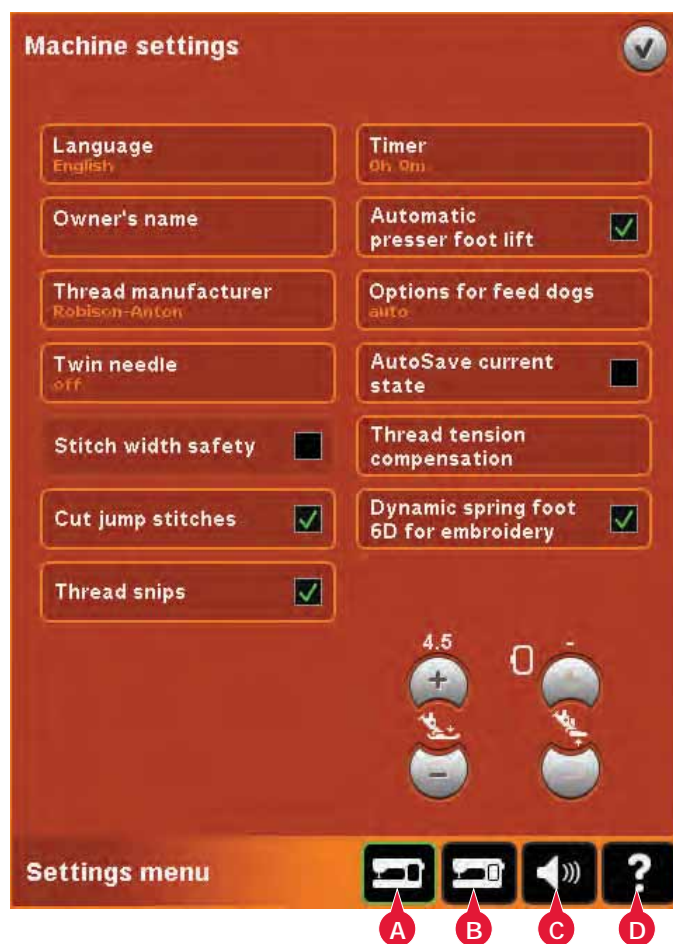 Machine settings
Language
English
Owner's name
Thread manufacturer
Robison-Anton
Twin needle
off
Stitch width safety
Cut jump stitches
Thread snips
Timer
0h 0m
Automatic
presser foot lift
Options for feed dogs
auto
AutoSave current
state
Thread tension
compensation
Dynamic spring foot
6D for embroidery
4.5
-
+
-
Settings menu
?
A
B
C
D